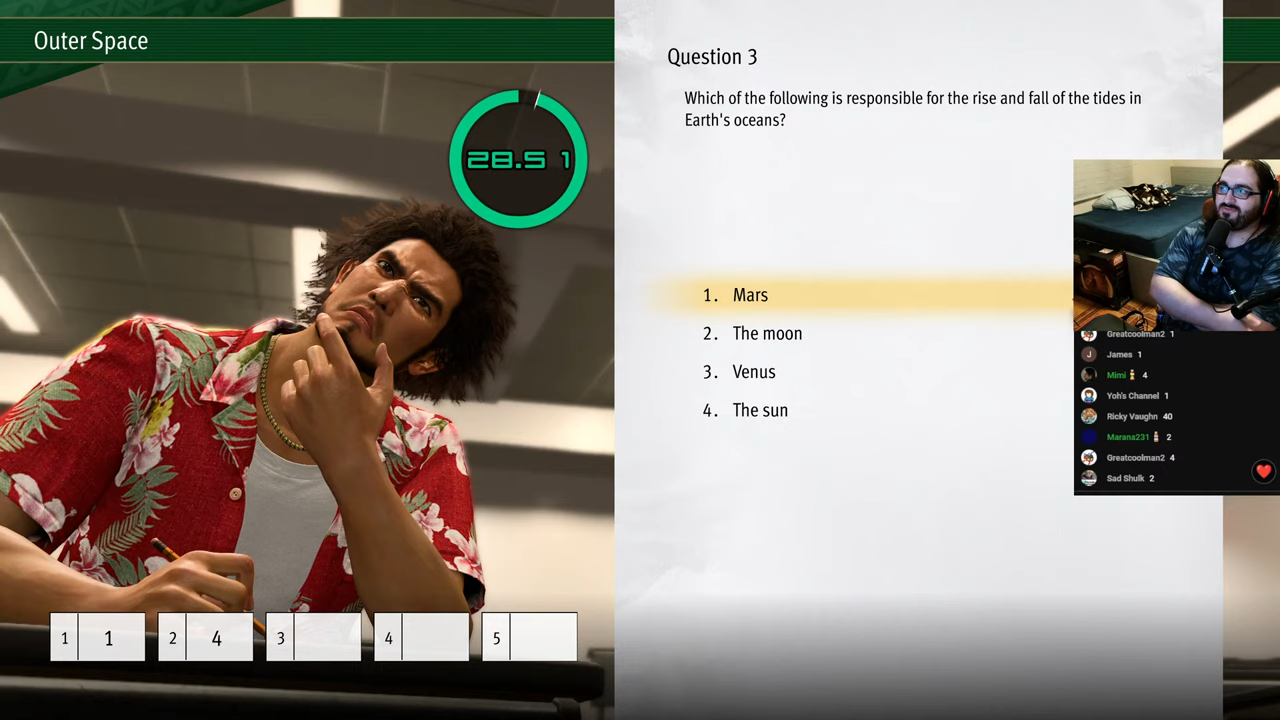 Outer Space
28.51
Question 3
Which of the following is responsible for the rise and fall of the tides in
Earth's oceans?
1. Mars
2. The moon
3. Venus
4. The sun
Greatcoolman2 1
J James 1
Mimi 4
Yoh's Channel 1
Ricky Vaughn 40
Marana231 2
Greatcoolman2 4
Sad Shulk 2
1 1 2 4 3 4 5